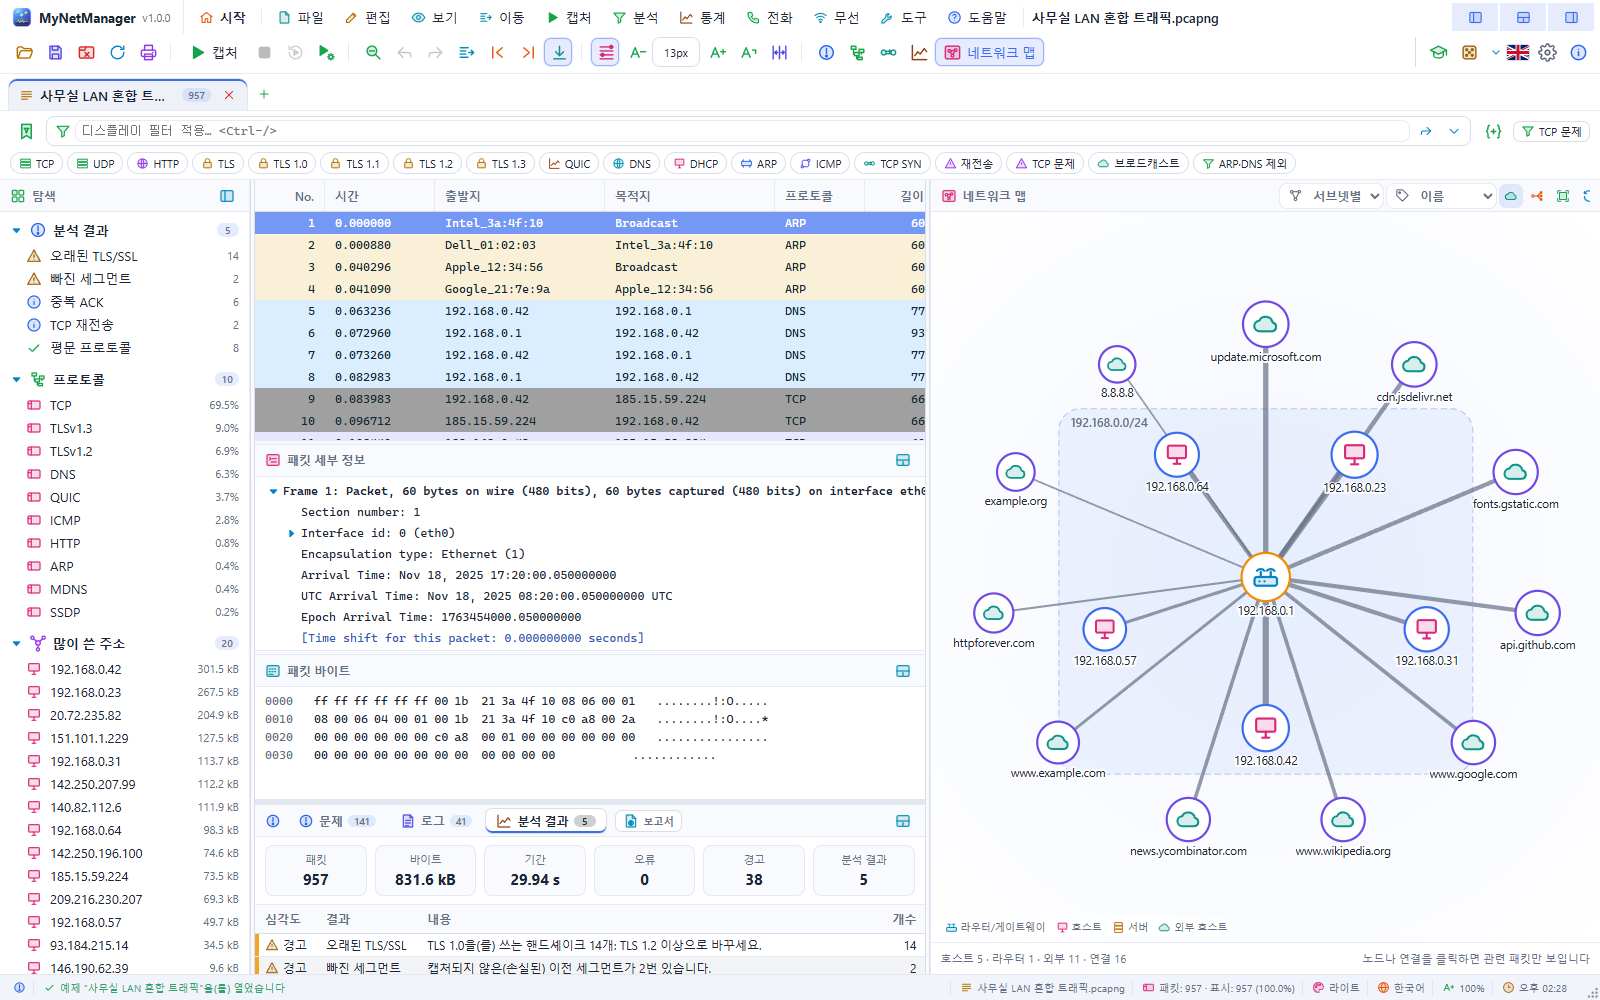 MyNetManager v1.0.0
시작 파일 편집 보기 이동 캡처 분석 통계 전화 무선 도구 도움말 사무실 LAN 혼합 트래픽.pcapng
캡처 A- 13px A+ A 네트워크 맵
사무실 LAN 혼합 트... 957
디스플레이 필터 적용… <Ctrl-/>
TCP 문제
TCP UDP HTTP TLS TLS 1.0 TLS 1.1 TLS 1.2 TLS 1.3 QUIC DNS DHCP ARP ICMP TCP SYN 재전송 TCP 문제 브로드캐스트 ARP·DNS 제외
탐색
분석 결과 5
오래된 TLS/SSL 14
빠진 세그먼트 2
중복 ACK 6
TCP 재전송 2
평문 프로토콜 8
프로토콜 10
TCP 69.5%
TLSv1.3 9.0%
TLSv1.2 6.9%
DNS 6.3%
QUIC 3.7%
ICMP 2.8%
HTTP 0.8%
ARP 0.4%
MDNS 0.4%
SSDP 0.2%
많이 쓴 주소 20
192.168.0.42 301.5 kB
192.168.0.23 267.5 kB
20.72.235.82 204.9 kB
151.101.1.229 127.5 kB
192.168.0.31 113.7 kB
142.250.207.99 112.2 kB
140.82.112.6 111.9 kB
192.168.0.64 98.3 kB
142.250.196.100 74.6 kB
185.15.59.224 73.5 kB
209.216.230.207 69.3 kB
192.168.0.57 49.7 kB
93.184.215.14 34.5 kB
146.190.62.39 9.6 kB
No. 시간 출발지 목적지 프로토콜 길이
1 0.000000 Intel_3a:4f:10 Broadcast ARP 60
2 0.000880 Dell_01:02:03 Intel_3a:4f:10 ARP 60
3 0.040296 Apple_12:34:56 Broadcast ARP 60
4 0.041090 Google_21:7e:9a Apple_12:34:56 ARP 60
5 0.063236 192.168.0.42 192.168.0.1 DNS 77
6 0.072960 192.168.0.1 192.168.0.42 DNS 93
7 0.073260 192.168.0.42 192.168.0.1 DNS 77
8 0.082983 192.168.0.1 192.168.0.42 DNS 77
9 0.083983 192.168.0.42 185.15.59.224 TCP 66
10 0.096712 185.15.59.224 192.168.0.42 TCP 66
패킷 세부 정보
Frame 1: Packet, 60 bytes on wire (480 bits), 60 bytes captured (480 bits) on interface eth0
Section number: 1
Interface id: 0 (eth0)
Encapsulation type: Ethernet (1)
Arrival Time: Nov 18, 2025 17:20:00.050000000
UTC Arrival Time: Nov 18, 2025 08:20:00.050000000 UTC
Epoch Arrival Time: 1763454000.050000000
[Time shift for this packet: 0.000000000 seconds]
패킷 바이트
0000 ff ff ff ff ff ff 00 1b 21 3a 4f 10 08 06 00 01 ........!:O.....
0010 08 00 06 04 00 01 00 1b 21 3a 4f 10 c0 a8 00 2a ........!:O....*
0020 00 00 00 00 00 00 c0 a8 00 01 00 00 00 00 00 00 ................
0030 00 00 00 00 00 00 00 00 00 00 00 00 ............
문제 141 로그 41 분석 결과 5 보고서
패킷 바이트 기간 오류 경고 분석 결과
957 831.6 kB 29.94 s 0 38 5
심각도 결과 내용 개수
경고 오래된 TLS/SSL TLS 1.0을(를) 쓰는 핸드셰이크 14개: TLS 1.2 이상으로 바꾸세요. 14
경고 빠진 세그먼트 캡처되지 않은(손실된) 이전 세그먼트가 2번 있습니다. 2
네트워크 맵 서브넷별 이름
update.microsoft.com
8.8.8.8
cdn.jsdelivr.net
192.168.0.0/24
192.168.0.64
192.168.0.23
example.org
fonts.gstatic.com
192.168.0.1
httpforever.com
192.168.0.57
192.168.0.31
api.github.com
192.168.0.42
www.example.com
www.google.com
news.ycombinator.com
www.wikipedia.org
라우터/게이트웨이 호스트 서버 외부 호스트
호스트 5 · 라우터 1 · 외부 11 · 연결 16 노드나 연결을 클릭하면 관련 패킷만 보입니다
예제 "사무실 LAN 혼합 트래픽"을(를) 열었습니다 사무실 LAN 혼합 트래픽.pcapng 패킷: 957 · 표시: 957 (100.0%) 라이트 한국어 A+ 100% 오후 02:28